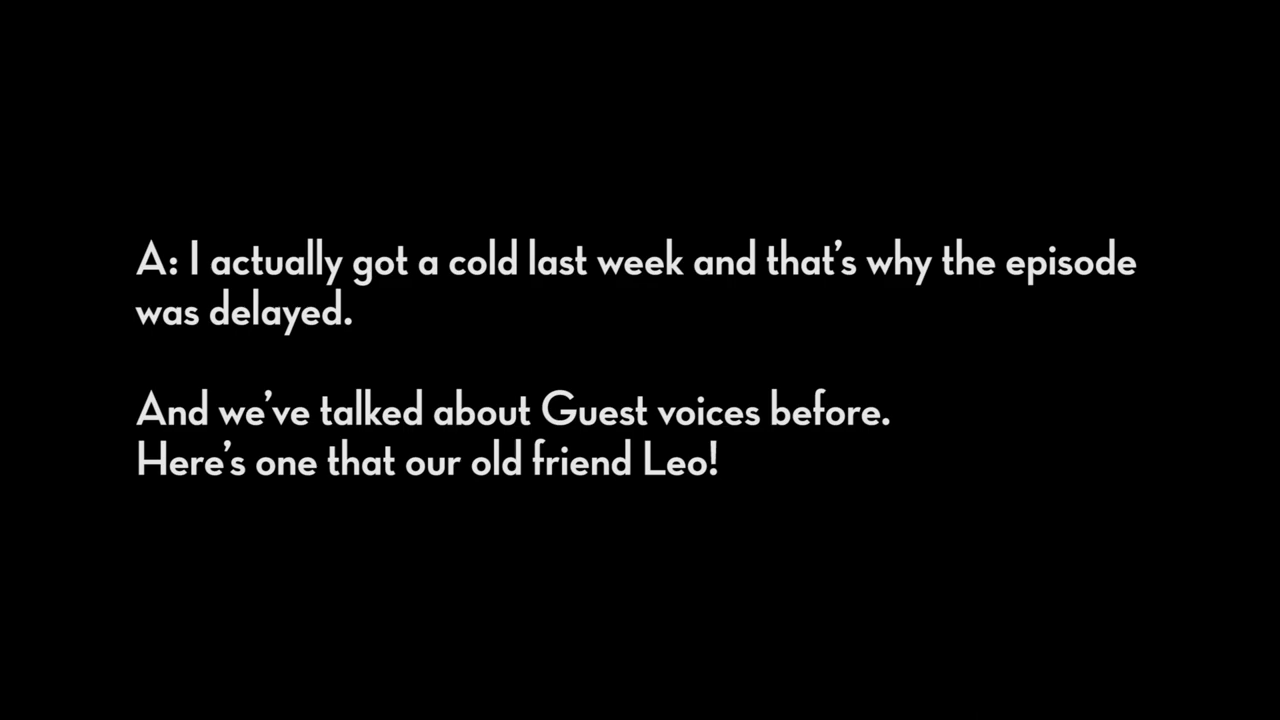 A: I actually got a cold last week and that's why the episode
was delayed.
And we've talked about Guest voices before.
Here's one that our old friend Leo!